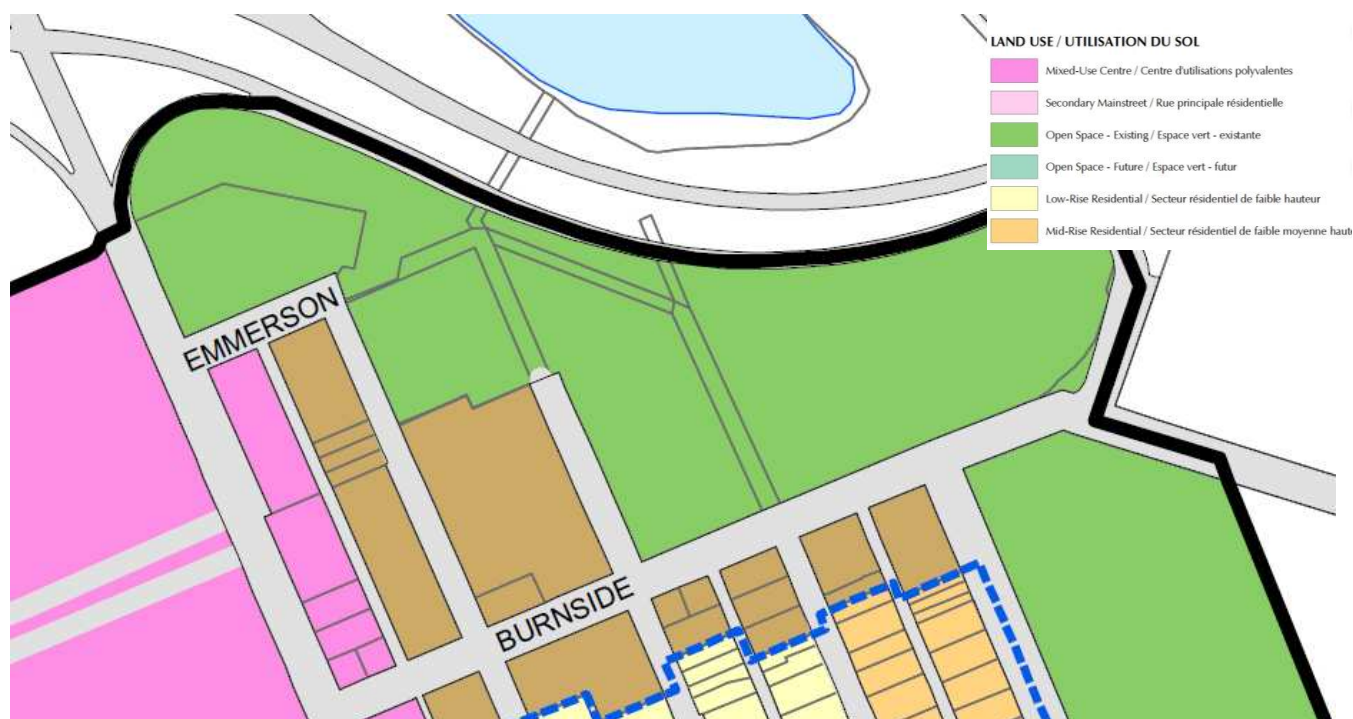 LAND USE / UTILISATION DU SOL
Mixed-Use Centre / Centre d'utilisations polyvalentes
Secondary Mainstreet / Rue principale résidentielle
Open Space - Existing / Espace vert - existante
Open Space - Future / Espace vert - futur
Low-Rise Residential / Secteur résidentiel de faible hauteur
Mid-Rise Residential / Secteur résidentiel de faible moyenne haute
EMMERSON
BURNSIDE